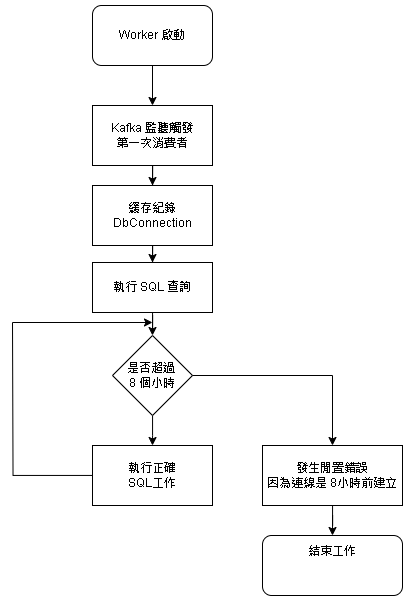 Worker 啟動
Kafka 監聽觸發
第一次消費者
緩存紀錄
DbConnection
執行 SQL 查詢
是否超過
8 個小時
執行正確
SQL工作
發生閒置錯誤
因為連線是 8小時前建立
結束工作